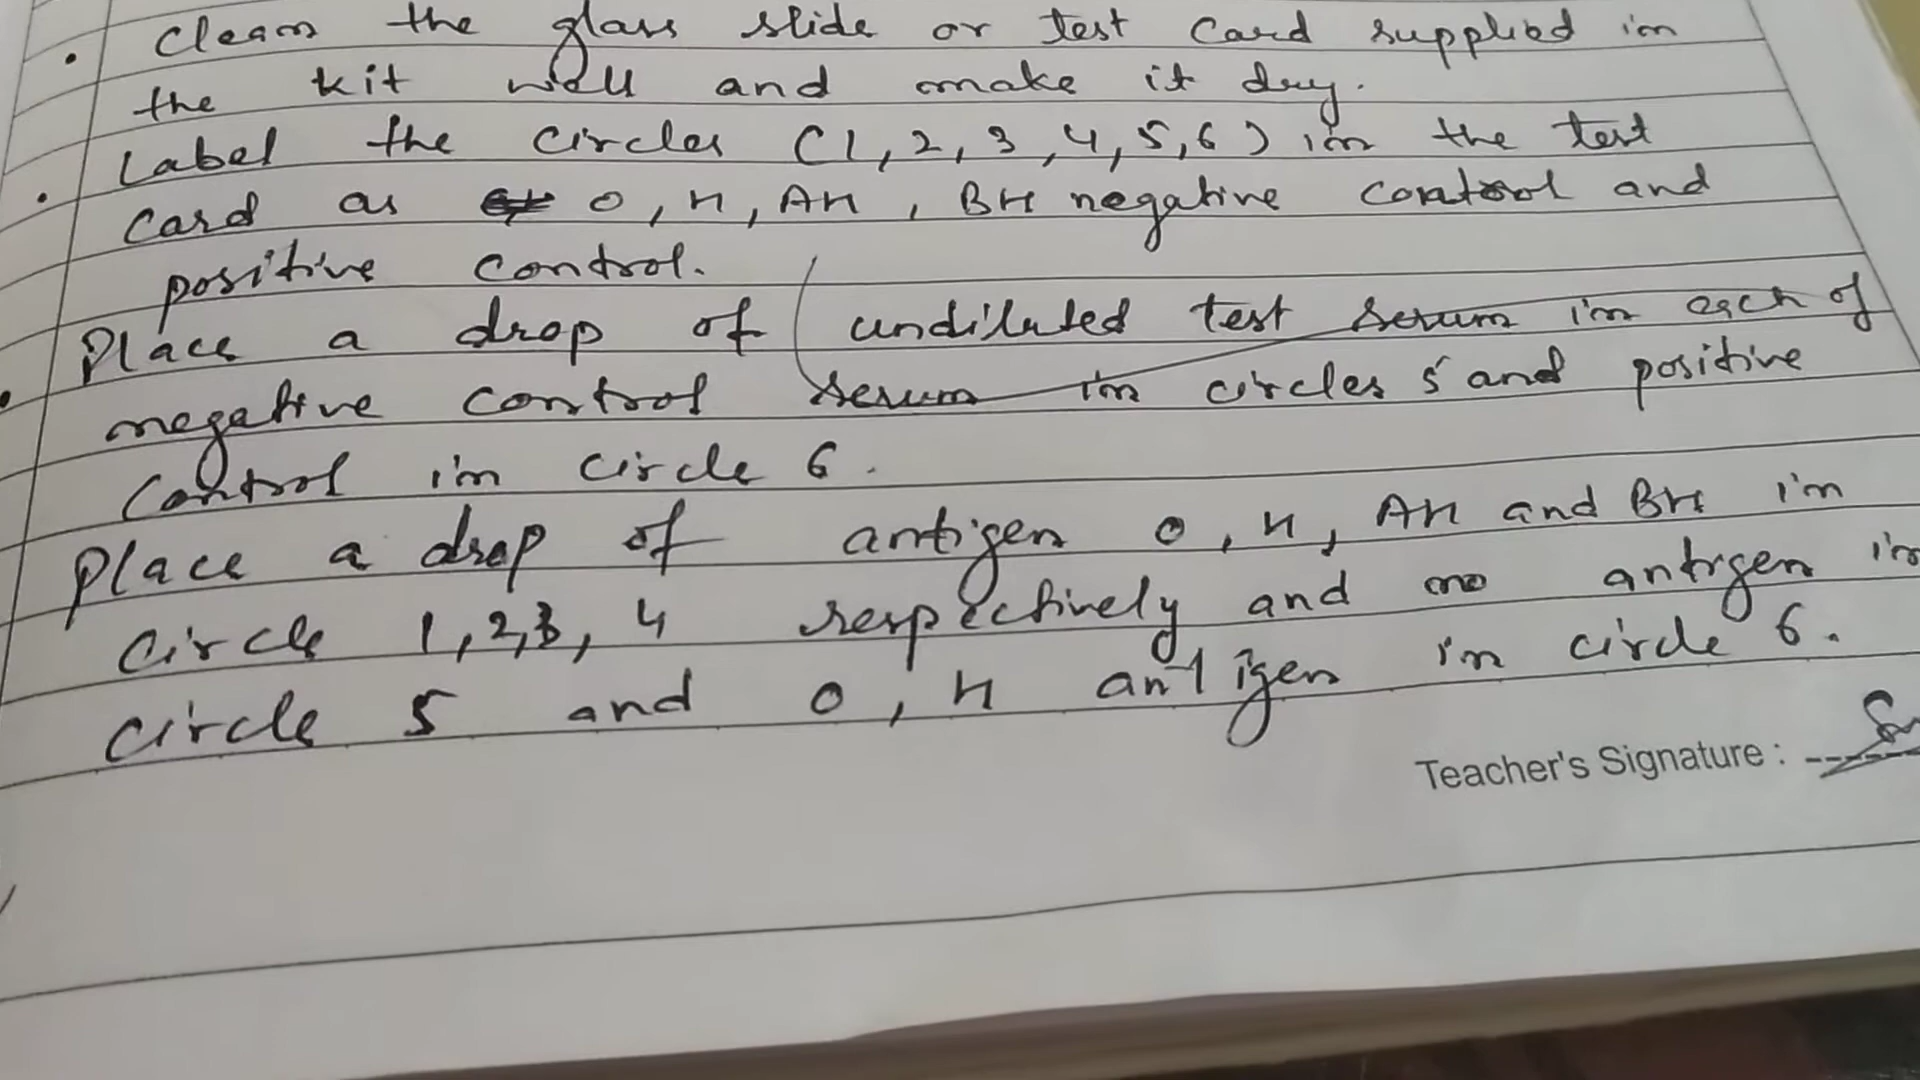 • Clean the glass slide or test card supplied in
the kit well and make it dry.
• Label the circles (1, 2, 3, 4, 5, 6) in the test
card as O, H, AH, BH negative control and
positive control.
• Place a drop of undiluted test serum in each of
negative control serum in circles 5 and positive
control in circle 6.
Place a drop of antigen O, H, AH and BH in
circle 1, 2, 3, 4 respectively and no antigen in
circle 5 and O, H antigen in circle 6.
Teacher's Signature :